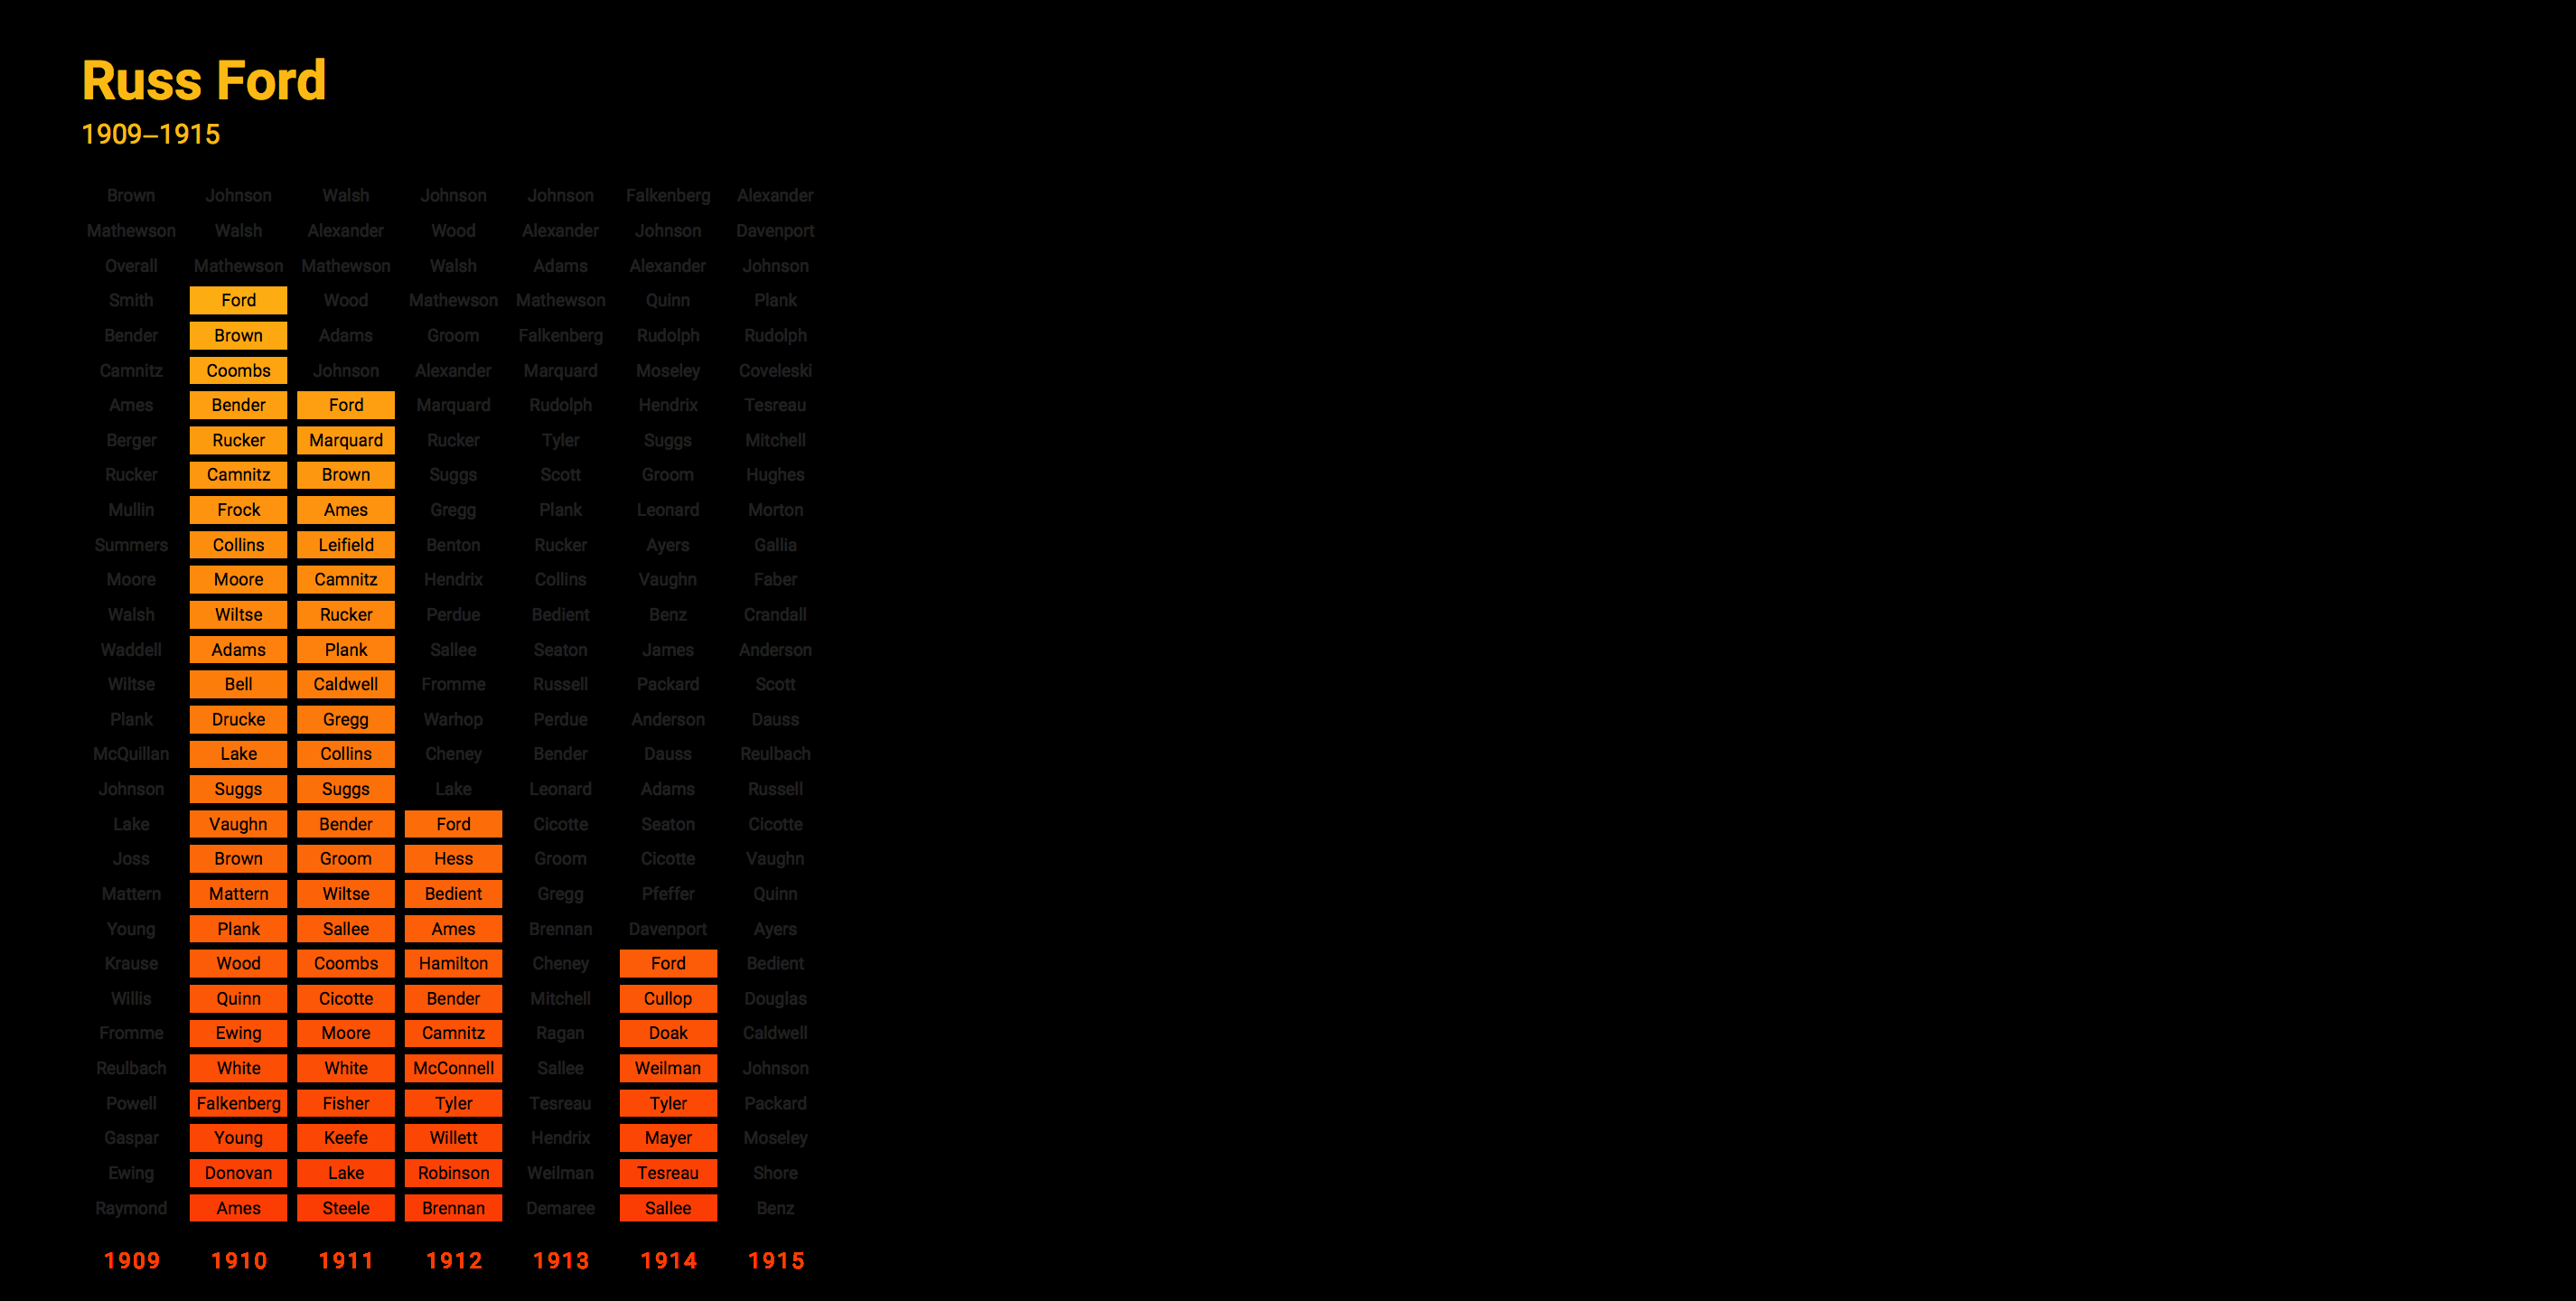 Russ Ford
1909–1915
Brown Johnson Walsh Johnson Johnson Falkenberg Alexander
Mathewson Walsh Alexander Wood Alexander Johnson Davenport
Overall Mathewson Mathewson Walsh Adams Alexander Johnson
Smith Ford Wood Mathewson Mathewson Quinn Plank
Bender Brown Adams Groom Falkenberg Rudolph Rudolph
Camnitz Coombs Johnson Alexander Marquard Moseley Coveleski
Ames Bender Ford Marquard Rudolph Hendrix Tesreau
Berger Rucker Marquard Rucker Tyler Suggs Mitchell
Rucker Camnitz Brown Suggs Scott Groom Hughes
Mullin Frock Ames Gregg Plank Leonard Morton
Summers Collins Leifield Benton Rucker Ayers Gallia
Moore Moore Camnitz Hendrix Collins Vaughn Faber
Walsh Wiltse Rucker Perdue Bedient Benz Crandall
Waddell Adams Plank Sallee Seaton James Anderson
Wiltse Bell Caldwell Fromme Russell Packard Scott
Plank Drucke Gregg Warhop Perdue Anderson Dauss
McQuillan Lake Collins Cheney Bender Dauss Reulbach
Johnson Suggs Suggs Lake Leonard Adams Russell
Lake Vaughn Bender Ford Cicotte Seaton Cicotte
Joss Brown Groom Hess Groom Cicotte Vaughn
Mattern Mattern Wiltse Bedient Gregg Pfeffer Quinn
Young Plank Sallee Ames Brennan Davenport Ayers
Krause Wood Coombs Hamilton Cheney Ford Bedient
Willis Quinn Cicotte Bender Mitchell Cullop Douglas
Fromme Ewing Moore Camnitz Ragan Doak Caldwell
Reulbach White White McConnell Sallee Weilman Johnson
Powell Falkenberg Fisher Tyler Tesreau Tyler Packard
Gaspar Young Keefe Willett Hendrix Mayer Moseley
Ewing Donovan Lake Robinson Weilman Tesreau Shore
Raymond Ames Steele Brennan Demaree Sallee Benz
1909 1910 1911 1912 1913 1914 1915